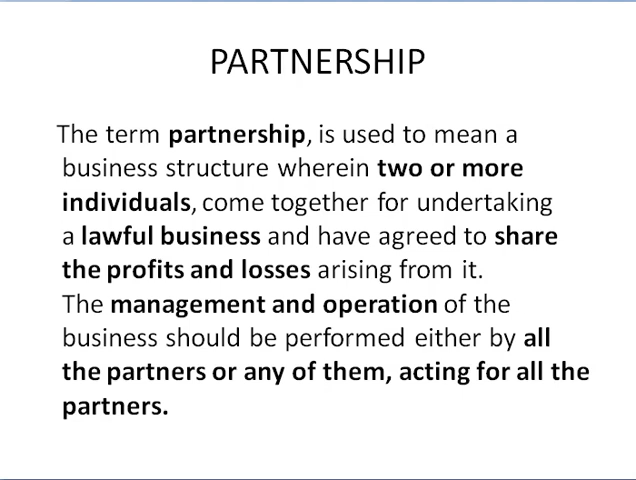 PARTNERSHIP
The term partnership, is used to mean a
business structure wherein two or more
individuals, come together for undertaking
a lawful business and have agreed to share
the profits and losses arising from it.
The management and operation of the
business should be performed either by all
the partners or any of them, acting for all the
partners.